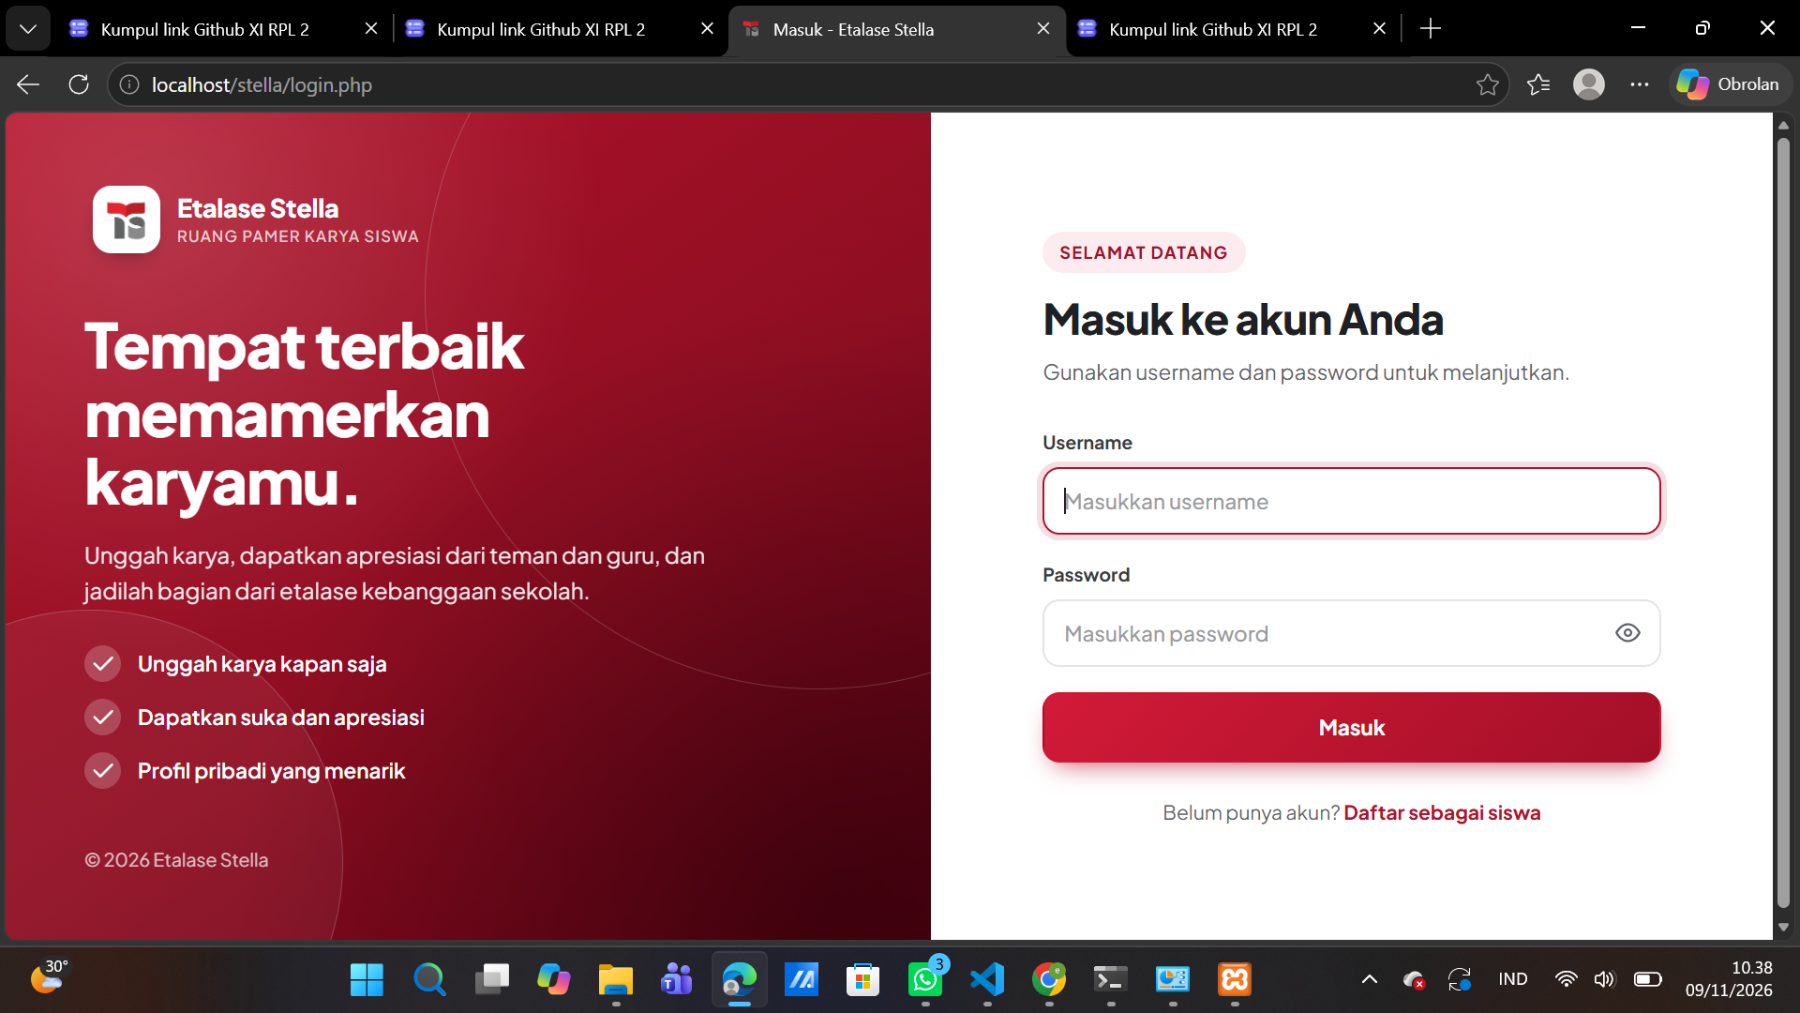 Kumpul link Github XI RPL 2
Kumpul link Github XI RPL 2
Masuk - Etalase Stella
Kumpul link Github XI RPL 2
localhost/stella/login.php
Obrolan
Etalase Stella
RUANG PAMER KARYA SISWA
Tempat terbaik
memamerkan
karyamu.
Unggah karya, dapatkan apresiasi dari teman dan guru, dan
jadilah bagian dari etalase kebanggaan sekolah.
Unggah karya kapan saja
Dapatkan suka dan apresiasi
Profil pribadi yang menarik
© 2026 Etalase Stella
SELAMAT DATANG
Masuk ke akun Anda
Gunakan username dan password untuk melanjutkan.
Username
Masukkan username
Password
Masukkan password
Masuk
Belum punya akun? Daftar sebagai siswa
30°
3
IND
10.38
09/11/2026